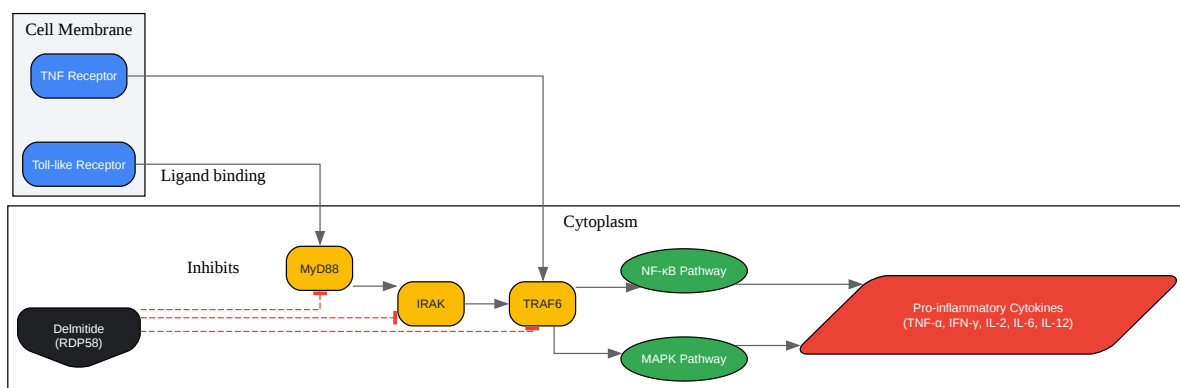 Cell Membrane
TNF Receptor
Toll-like Receptor
Ligand binding
Cytoplasm
Inhibits
MyD88
IRAK
TRAF6
NF-κB Pathway
MAPK Pathway
Pro-inflammatory Cytokines
(TNF-α, IFN-γ, IL-2, IL-6, IL-12)
Delmitide
(RDP58)